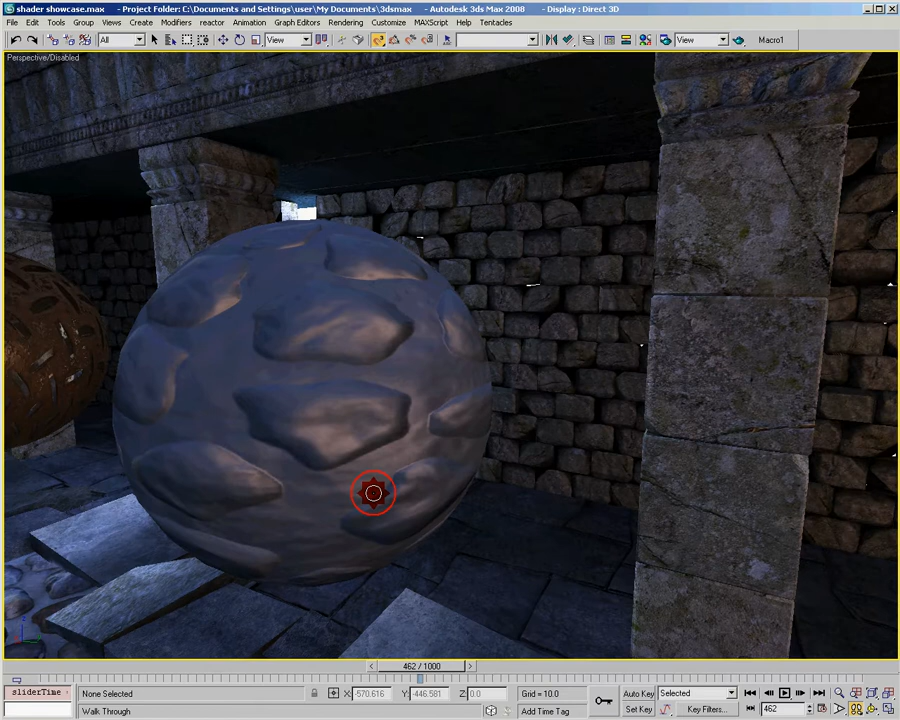 shader showcase.max - Project Folder: C:\Documents and Settings\user\My Documents\3dsmax - Autodesk 3ds Max 2008 - Display : Direct 3D
File Edit Tools Group Views Create Modifiers reactor Animation Graph Editors Rendering Customize MAXScript Help Tentacles
All View View Macro1
Perspective/Disabled
462 / 1000
sliderTime None Selected X: -570.616 Y: -446.581 Z: 0.0 Grid = 10.0 Auto Key Selected
Walk Through Add Time Tag Set Key Key Filters... 462